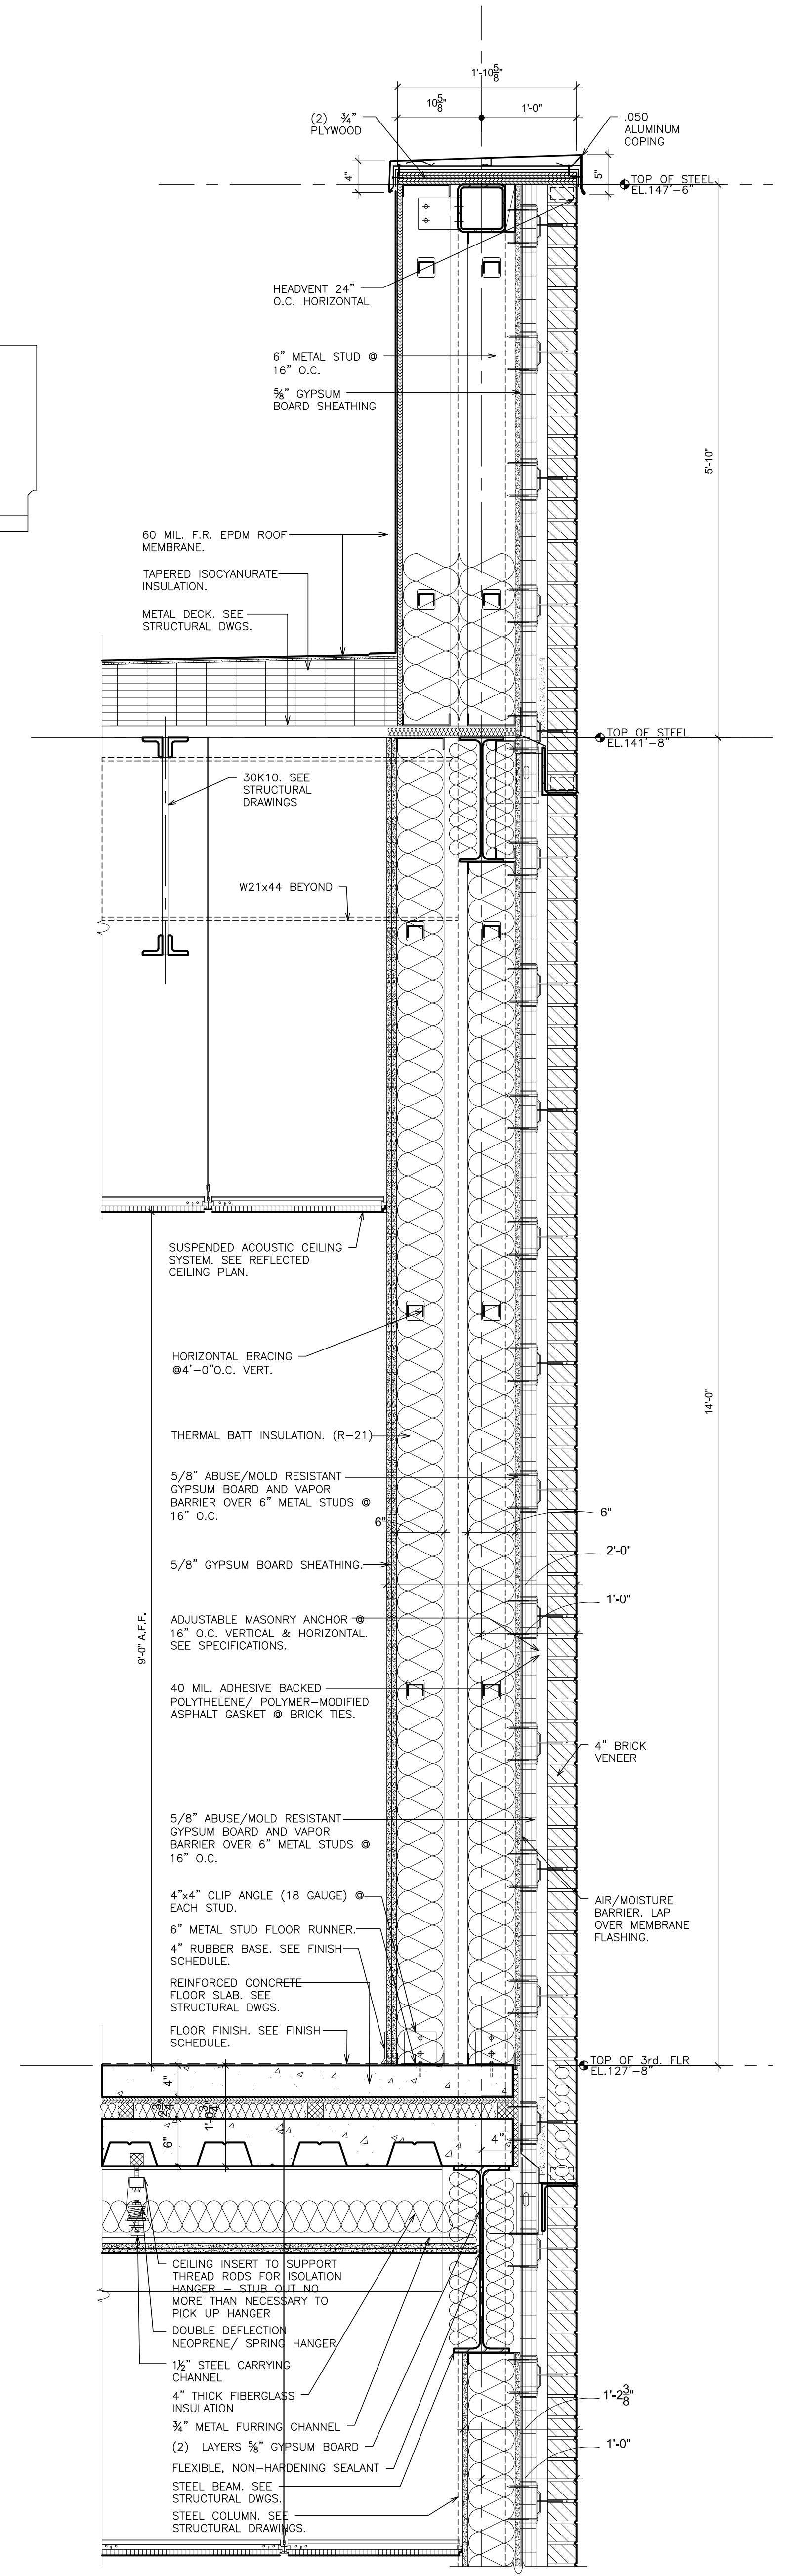 1'-10 5/8"
10 5/8"
1'-0"
(2) ¾"
PLYWOOD
.050
ALUMINUM
COPING
4"
5"
TOP OF STEEL
EL.147'-6"
HEADVENT 24"
O.C. HORIZONTAL
6" METAL STUD @
16" O.C.
⅝" GYPSUM
BOARD SHEATHING
5'-10"
60 MIL. F.R. EPDM ROOF
MEMBRANE.
TAPERED ISOCYANURATE
INSULATION.
METAL DECK. SEE
STRUCTURAL DWGS.
TOP OF STEEL
EL.141'-8"
30K10. SEE
STRUCTURAL
DRAWINGS
W21x44 BEYOND
SUSPENDED ACOUSTIC CEILING
SYSTEM. SEE REFLECTED
CEILING PLAN.
HORIZONTAL BRACING
@4'-0"O.C. VERT.
14'-0"
THERMAL BATT INSULATION. (R-21)
5/8" ABUSE/MOLD RESISTANT
GYPSUM BOARD AND VAPOR
BARRIER OVER 6" METAL STUDS @
16" O.C.
6"
6"
2'-0"
5/8" GYPSUM BOARD SHEATHING.
1'-0"
9'-0" A.F.F.
ADJUSTABLE MASONRY ANCHOR @
16" O.C. VERTICAL & HORIZONTAL.
SEE SPECIFICATIONS.
40 MIL. ADHESIVE BACKED
POLYTHELENE/ POLYMER-MODIFIED
ASPHALT GASKET @ BRICK TIES.
4" BRICK
VENEER
5/8" ABUSE/MOLD RESISTANT
GYPSUM BOARD AND VAPOR
BARRIER OVER 6" METAL STUDS @
16" O.C.
4"x4" CLIP ANGLE (18 GAUGE) @
EACH STUD.
AIR/MOISTURE
BARRIER. LAP
OVER MEMBRANE
FLASHING.
6" METAL STUD FLOOR RUNNER.
4" RUBBER BASE. SEE FINISH
SCHEDULE.
REINFORCED CONCRETE
FLOOR SLAB. SEE
STRUCTURAL DWGS.
FLOOR FINISH. SEE FINISH
SCHEDULE.
TOP OF 3rd. FLR
EL.127'-8"
4"
2 3/4"
1'-0 3/4"
6"
4"
CEILING INSERT TO SUPPORT
THREAD RODS FOR ISOLATION
HANGER - STUB OUT NO
MORE THAN NECESSARY TO
PICK UP HANGER
DOUBLE DEFLECTION
NEOPRENE/ SPRING HANGER
1½" STEEL CARRYING
CHANNEL
4" THICK FIBERGLASS
INSULATION
1'-2 3/8"
¾" METAL FURRING CHANNEL
(2) LAYERS ⅝" GYPSUM BOARD
1'-0"
FLEXIBLE, NON-HARDENING SEALANT
STEEL BEAM. SEE
STRUCTURAL DWGS.
STEEL COLUMN. SEE
STRUCTURAL DRAWINGS.